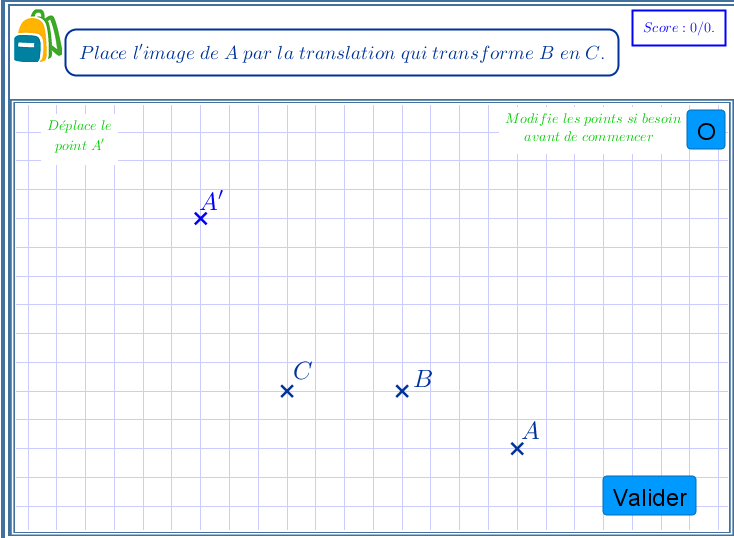 Place l'image de A par la translation qui transforme B en C.
Score : 0/0.
Déplace le
point A'
Modifie les points si besoin
avant de commencer
O
A'
C
B
A
Valider